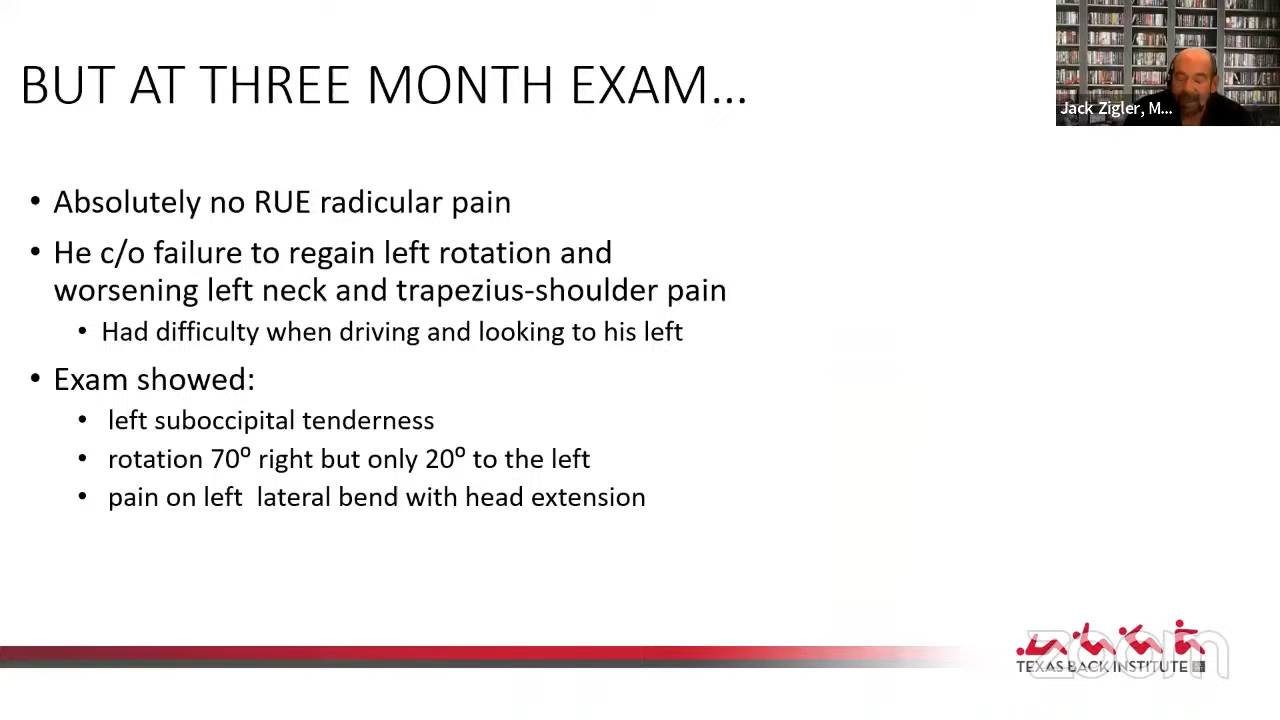 BUT AT THREE MONTH EXAM...
Jack Zigler, M...
• Absolutely no RUE radicular pain
• He c/o failure to regain left rotation and
worsening left neck and trapezius-shoulder pain
• Had difficulty when driving and looking to his left
• Exam showed:
• left suboccipital tenderness
• rotation 70º right but only 20º to the left
• pain on left lateral bend with head extension
zoom
TEXAS BACK INSTITUTE